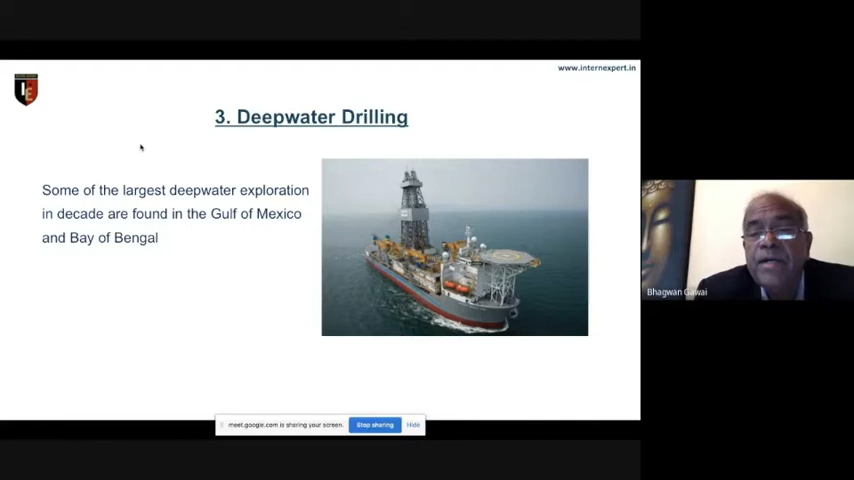 www.internexpert.in
IE
3. Deepwater Drilling
Some of the largest deepwater exploration
in decade are found in the Gulf of Mexico
and Bay of Bengal
Bhagwan Gawai
meet.google.com is sharing your screen.
Stop sharing
Hide